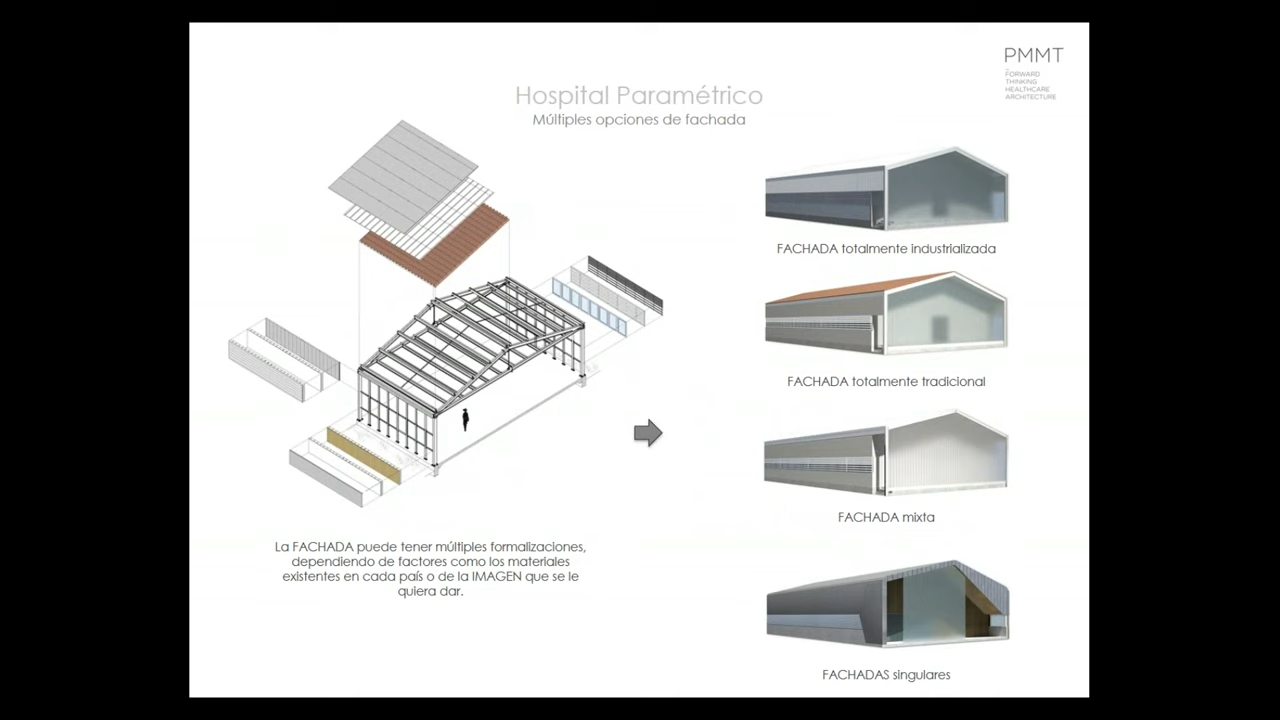 PMMT
FORWARD
THINKING
HEALTHCARE
ARCHITECTURE
Hospital Paramétrico
Múltiples opciones de fachada
FACHADA totalmente industrializada
FACHADA totalmente tradicional
FACHADA mixta
La FACHADA puede tener múltiples formalizaciones,
dependiendo de factores como los materiales
existentes en cada país o de la IMAGEN que se le
quiera dar.
FACHADAS singulares